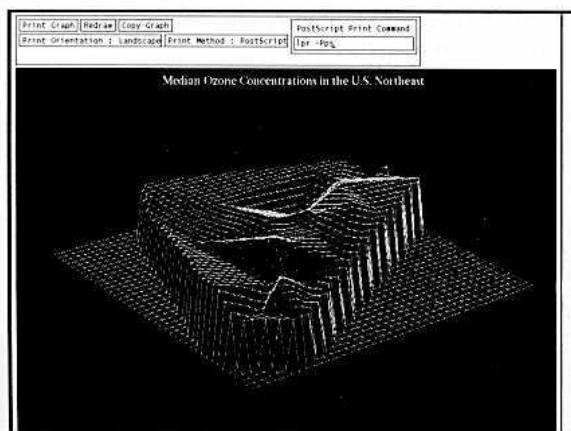 Print Graph Redraw Copy Graph
Print Orientation : Landscape Print Method : PostScript
PostScript Print Command
lpr -Pps
Median Ozone Concentrations in the U.S. Northeast